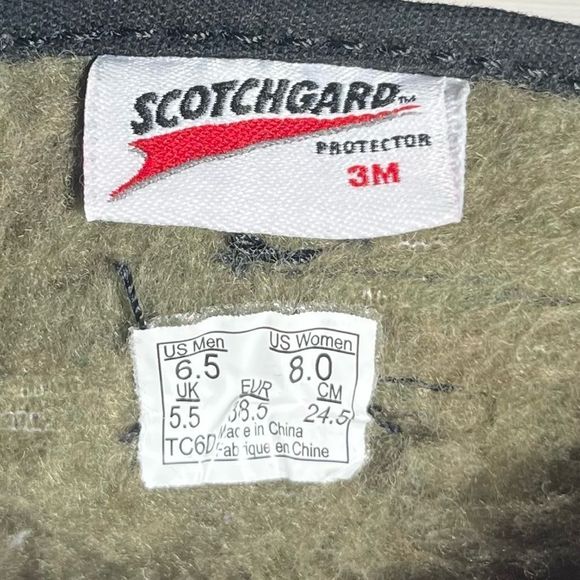 SCOTCHGARD™
PROTECTOR
3M
US Men US Women
6.5 8.0
UK EUR CM
5.5 38.5 24.5
TC6D Made in China
Fabrique en Chine